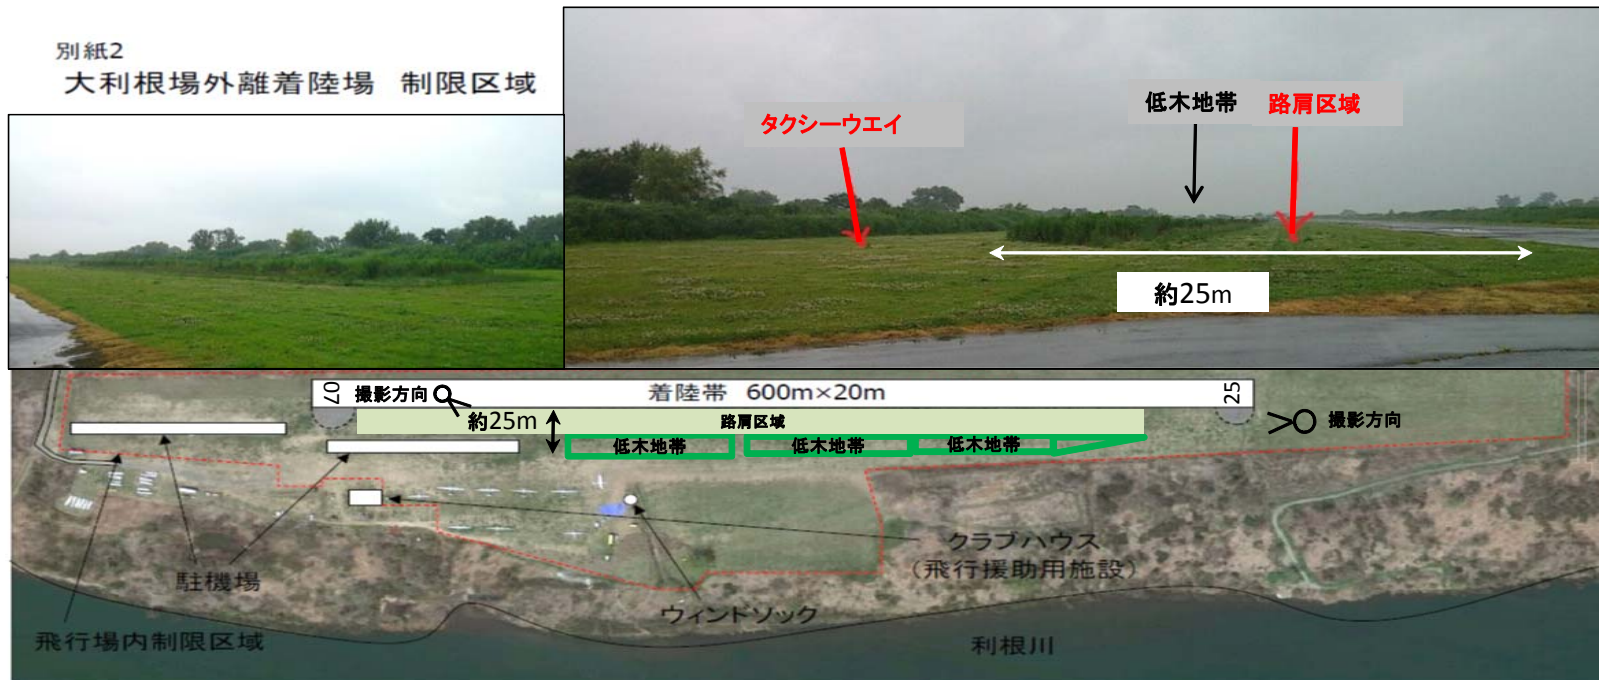 別紙2
大利根場外離着陸場　制限区域
タクシーウエイ
低木地帯
路肩区域
約25m
07
撮影方向
着陸帯　600m×20m
25
約25m
路肩区域
撮影方向
低木地帯
低木地帯
低木地帯
クラブハウス
（飛行援助用施設）
駐機場
ウィンドソック
飛行場内制限区域
利根川